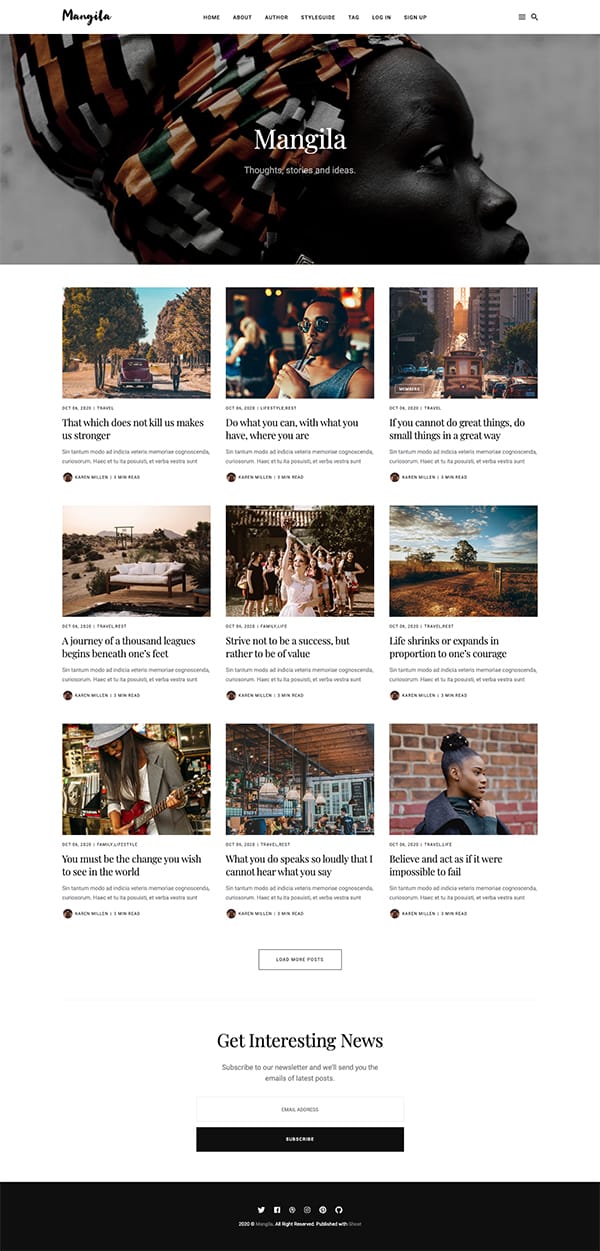 Mangila
HOME ABOUT AUTHOR STYLEGUIDE TAG LOG IN SIGN UP
Mangila
Thoughts, stories and ideas.
OCT 06, 2020 | TRAVEL
That which does not kill us makes
us stronger
Sin tantum modo ad indicia veteris memoriae cognoscenda,
curiosorum. Haec et tu ita posuisti, et verba vestra sunt
KAREN MILLEN | 3 MIN READ
OCT 06, 2020 | LIFESTYLE,REST
Do what you can, with what you
have, where you are
Sin tantum modo ad indicia veteris memoriae cognoscenda,
curiosorum. Haec et tu ita posuisti, et verba vestra sunt
KAREN MILLEN | 3 MIN READ
MEMBERS
OCT 06, 2020 | TRAVEL
If you cannot do great things, do
small things in a great way
Sin tantum modo ad indicia veteris memoriae cognoscenda,
curiosorum. Haec et tu ita posuisti, et verba vestra sunt
KAREN MILLEN | 3 MIN READ
OCT 06, 2020 | TRAVEL,REST
A journey of a thousand leagues
begins beneath one's feet
Sin tantum modo ad indicia veteris memoriae cognoscenda,
curiosorum. Haec et tu ita posuisti, et verba vestra sunt
KAREN MILLEN | 3 MIN READ
OCT 06, 2020 | FAMILY,LIFE
Strive not to be a success, but
rather to be of value
Sin tantum modo ad indicia veteris memoriae cognoscenda,
curiosorum. Haec et tu ita posuisti, et verba vestra sunt
KAREN MILLEN | 3 MIN READ
OCT 06, 2020 | TRAVEL,REST
Life shrinks or expands in
proportion to one's courage
Sin tantum modo ad indicia veteris memoriae cognoscenda,
curiosorum. Haec et tu ita posuisti, et verba vestra sunt
KAREN MILLEN | 3 MIN READ
OCT 06, 2020 | FAMILY,LIFESTYLE
You must be the change you wish
to see in the world
Sin tantum modo ad indicia veteris memoriae cognoscenda,
curiosorum. Haec et tu ita posuisti, et verba vestra sunt
KAREN MILLEN | 3 MIN READ
OCT 06, 2020 | TRAVEL,REST
What you do speaks so loudly that I
cannot hear what you say
Sin tantum modo ad indicia veteris memoriae cognoscenda,
curiosorum. Haec et tu ita posuisti, et verba vestra sunt
KAREN MILLEN | 3 MIN READ
OCT 06, 2020 | TRAVEL,LIFE
Believe and act as if it were
impossible to fail
Sin tantum modo ad indicia veteris memoriae cognoscenda,
curiosorum. Haec et tu ita posuisti, et verba vestra sunt
KAREN MILLEN | 3 MIN READ
LOAD MORE POSTS
Get Interesting News
Subscribe to our newsletter and we'll send you the
emails of latest posts.
EMAIL ADDRESS
SUBSCRIBE
2020 © Mangila. All Right Reserved. Published with Ghost